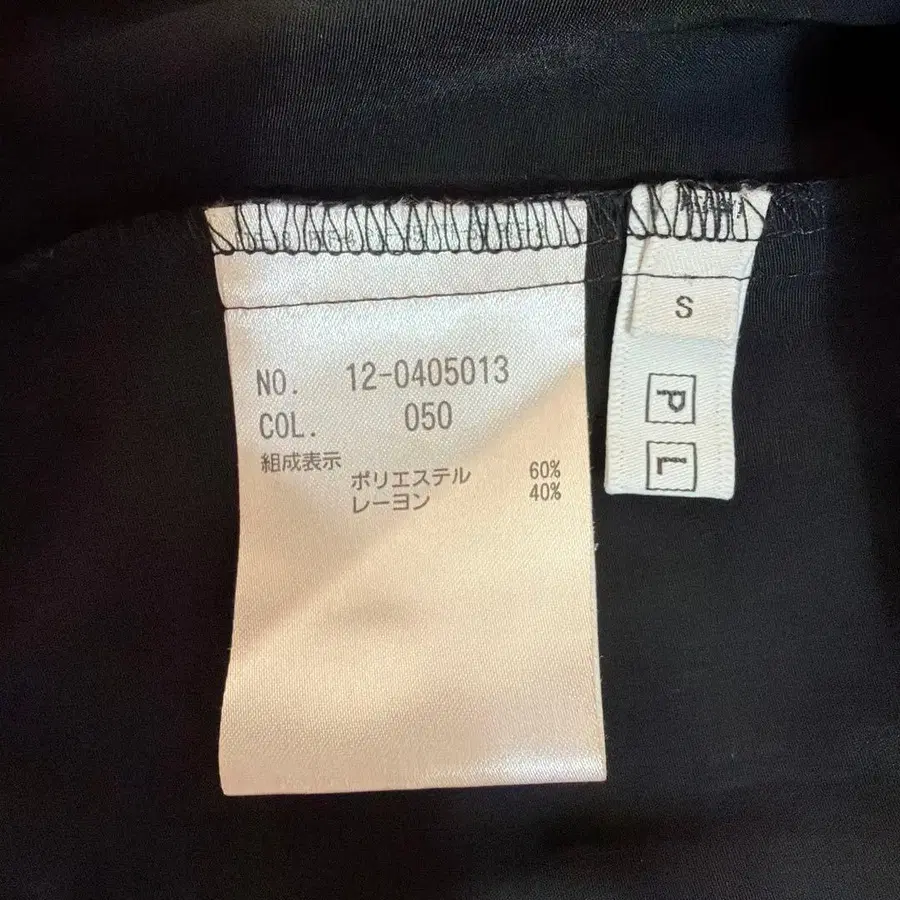 NO. 12-0405013
COL. 050
組成表示
ポリエステル 60%
レーヨン 40%
S
P
L